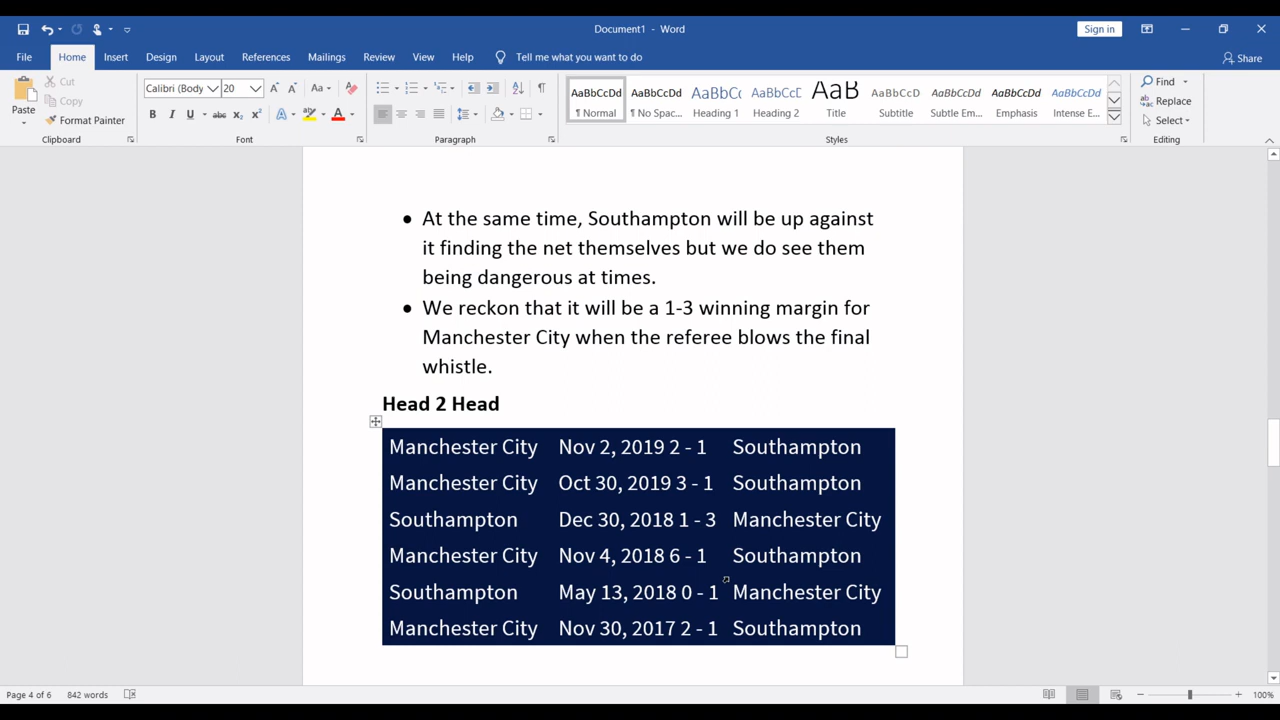 Document1 - Word
Sign in
File Home Insert Design Layout References Mailings Review View Help Tell me what you want to do Share
Paste
Cut
Copy
Format Painter
Calibri (Body 20
AaBbCcDd AaBbCcDd AaBbC AaBbCcD AaB AaBbCcD AaBbCcDd AaBbCcDd AaBbCcDd
¶ Normal ¶ No Spac... Heading 1 Heading 2 Title Subtitle Subtle Em... Emphasis Intense E...
Find
Replace
Select
Clipboard Font Paragraph Styles Editing
• At the same time, Southampton will be up against
it finding the net themselves but we do see them
being dangerous at times.
• We reckon that it will be a 1-3 winning margin for
Manchester City when the referee blows the final
whistle.
Head 2 Head
Manchester City Nov 2, 2019 2 - 1 Southampton
Manchester City Oct 30, 2019 3 - 1 Southampton
Southampton Dec 30, 2018 1 - 3 Manchester City
Manchester City Nov 4, 2018 6 - 1 Southampton
Southampton May 13, 2018 0 - 1 Manchester City
Manchester City Nov 30, 2017 2 - 1 Southampton
Page 4 of 6 842 words 100%